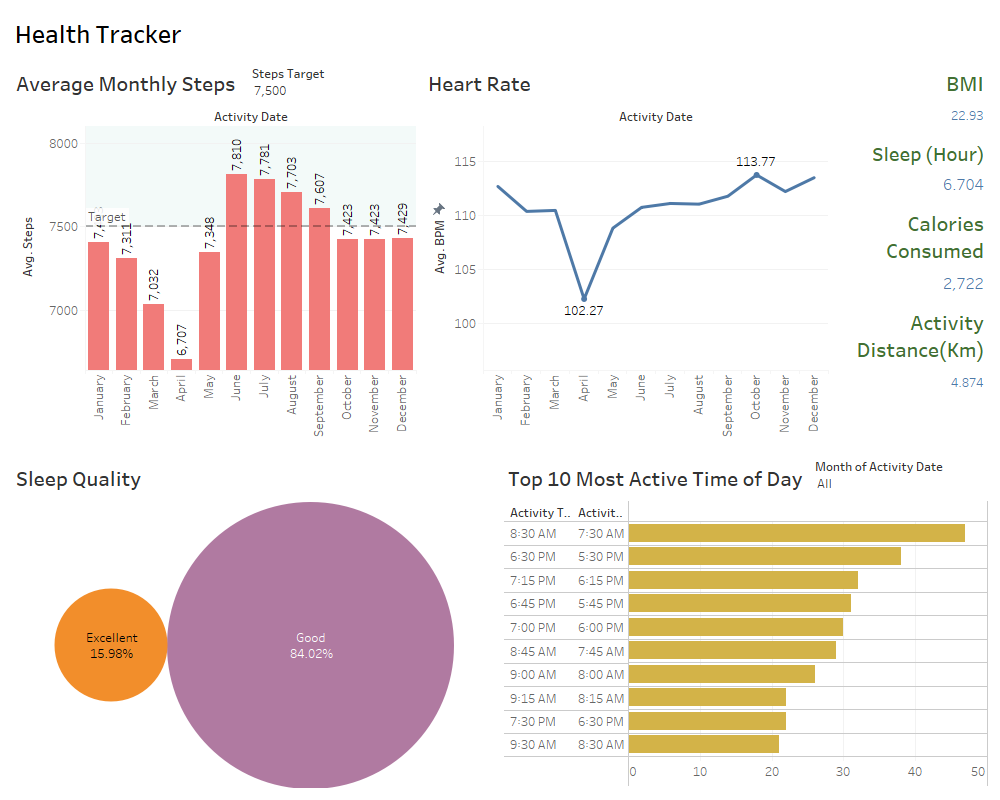 Health Tracker
Average Monthly Steps
Steps Target
7,500
Activity Date
Avg. Steps
8000
7500
7000
Target
7,311
7,032
6,707
7,348
7,810
7,781
7,703
7,607
7,423
7,423
7,429
January
February
March
April
May
June
July
August
September
October
November
December
Heart Rate
Activity Date
Avg. BPM
115
110
105
100
113.77
102.27
January
February
March
April
May
June
July
August
September
October
November
December
BMI
22.93
Sleep (Hour)
6.704
Calories
Consumed
2,722
Activity
Distance(Km)
4.874
Sleep Quality
Excellent
15.98%
Good
84.02%
Top 10 Most Active Time of Day
Month of Activity Date
All
Activity T.. Activit..
8:30 AM 7:30 AM
6:30 PM 5:30 PM
7:15 PM 6:15 PM
6:45 PM 5:45 PM
7:00 PM 6:00 PM
8:45 AM 7:45 AM
9:00 AM 8:00 AM
9:15 AM 8:15 AM
7:30 PM 6:30 PM
9:30 AM 8:30 AM
0 10 20 30 40 50